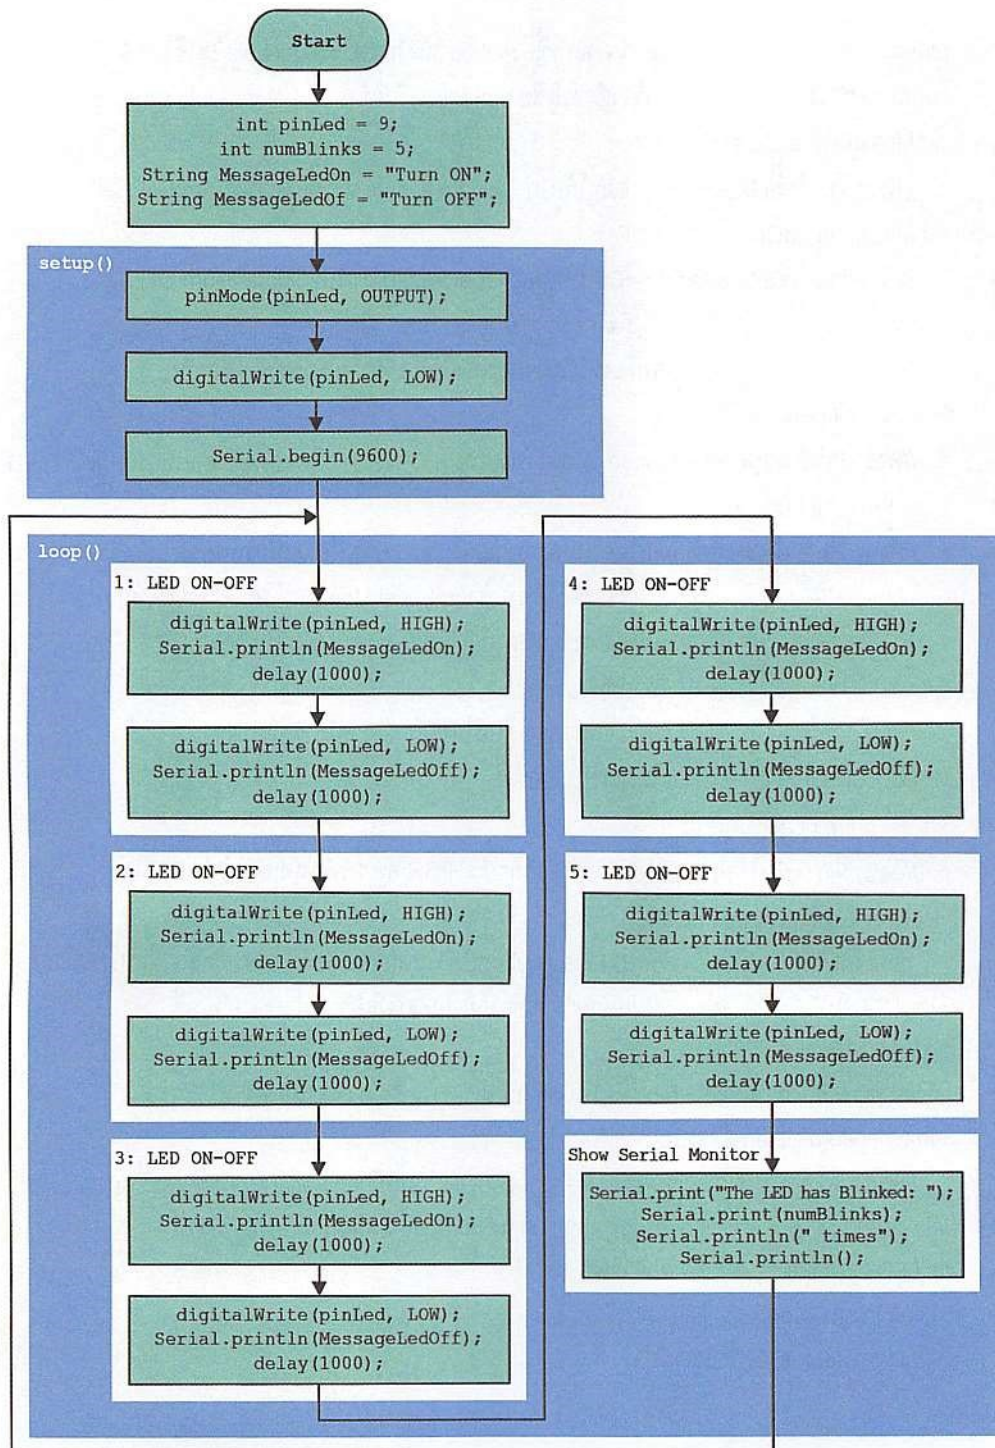 Start
int pinLed = 9;
int numBlinks = 5;
String MessageLedOn = "Turn ON";
String MessageLedOf = "Turn OFF";
setup()
pinMode(pinLed, OUTPUT);
digitalWrite(pinLed, LOW);
Serial.begin(9600);
loop()
1: LED ON-OFF
digitalWrite(pinLed, HIGH);
Serial.println(MessageLedOn);
delay(1000);
digitalWrite(pinLed, LOW);
Serial.println(MessageLedOff);
delay(1000);
2: LED ON-OFF
digitalWrite(pinLed, HIGH);
Serial.println(MessageLedOn);
delay(1000);
digitalWrite(pinLed, LOW);
Serial.println(MessageLedOff);
delay(1000);
3: LED ON-OFF
digitalWrite(pinLed, HIGH);
Serial.println(MessageLedOn);
delay(1000);
digitalWrite(pinLed, LOW);
Serial.println(MessageLedOff);
delay(1000);
4: LED ON-OFF
digitalWrite(pinLed, HIGH);
Serial.println(MessageLedOn);
delay(1000);
digitalWrite(pinLed, LOW);
Serial.println(MessageLedOff);
delay(1000);
5: LED ON-OFF
digitalWrite(pinLed, HIGH);
Serial.println(MessageLedOn);
delay(1000);
digitalWrite(pinLed, LOW);
Serial.println(MessageLedOff);
delay(1000);
Show Serial Monitor
Serial.print("The LED has Blinked: ");
Serial.print(numBlinks);
Serial.println(" times");
Serial.println();